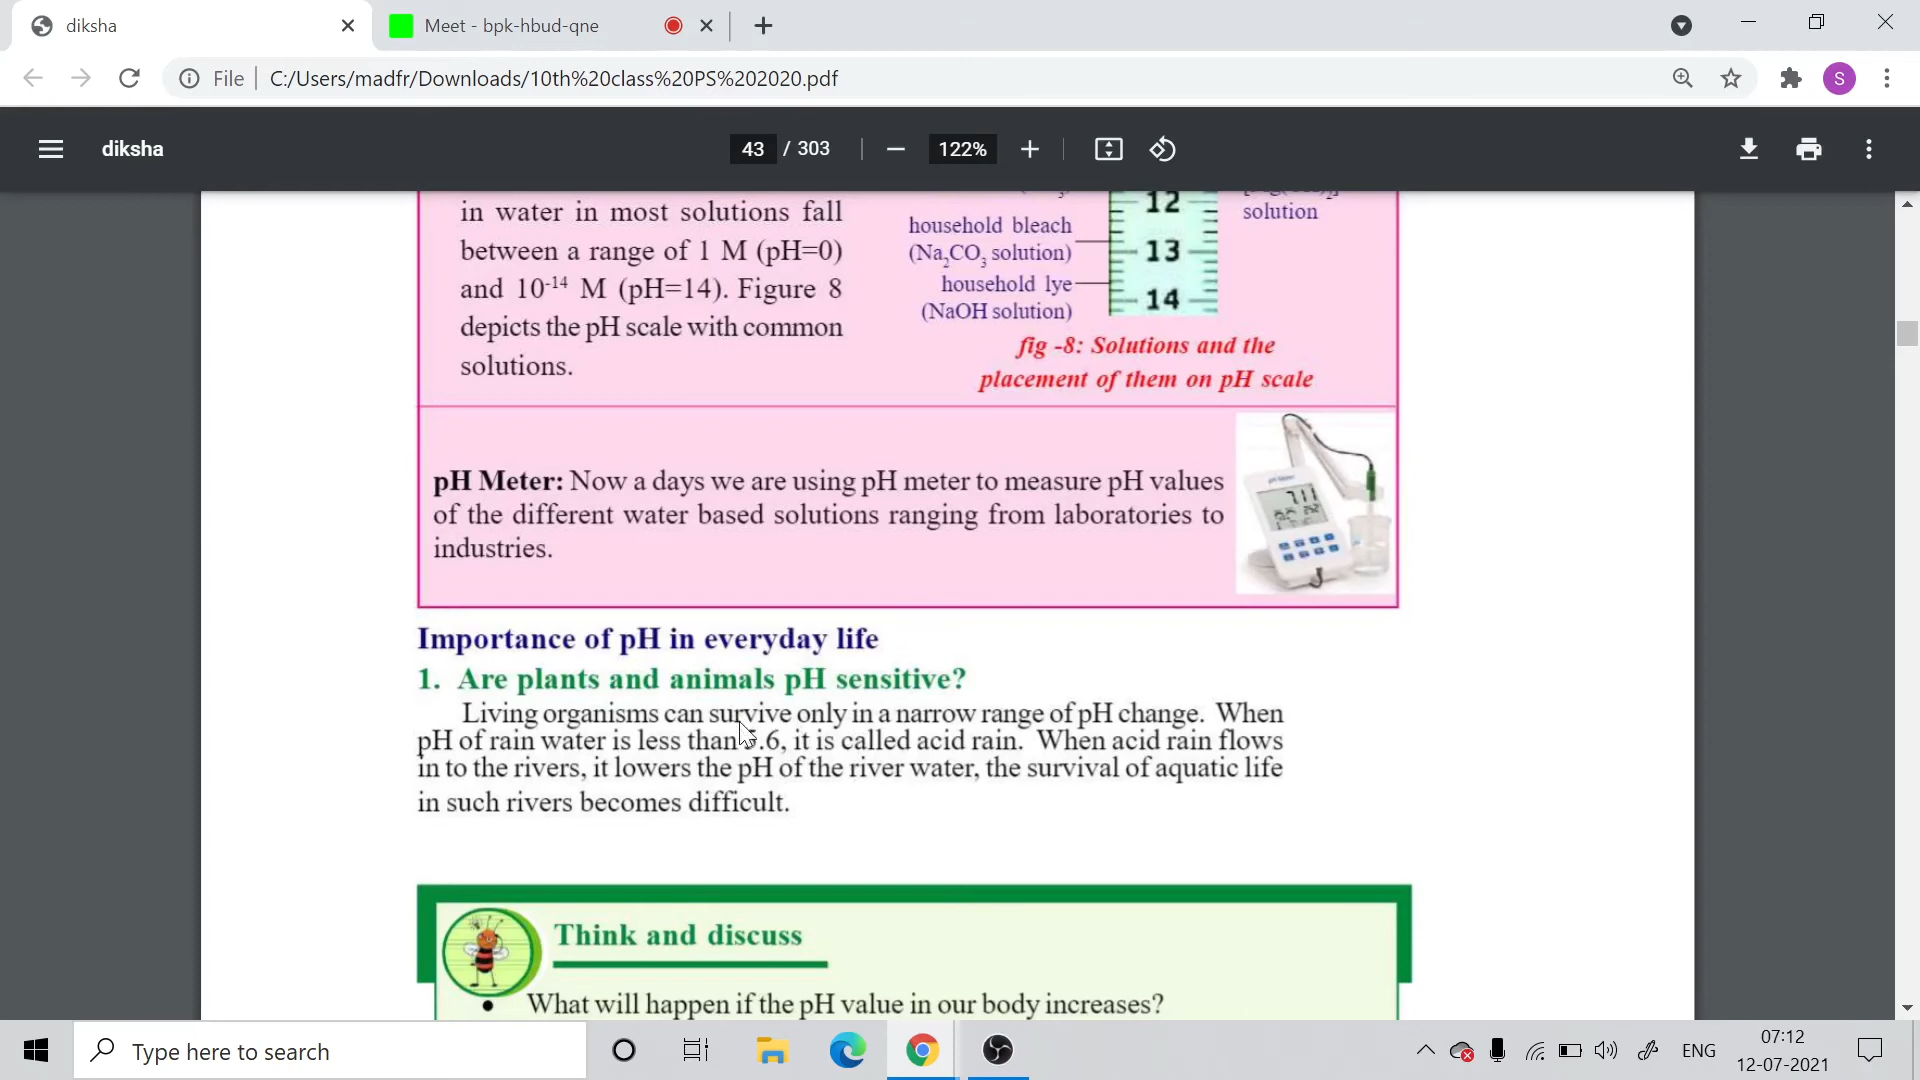 diksha
Meet - bpk-hbud-qne
File
C:/Users/madfr/Downloads/10th%20class%20PS%202020.pdf
S
diksha
43 / 303
122%
in water in most solutions fall
between a range of 1 M (pH=0)
and 10⁻¹⁴ M (pH=14). Figure 8
depicts the pH scale with common
solutions.
household bleach
(Na₂CO₃ solution)
household lye
(NaOH solution)
12
13
14
solution
fig -8: Solutions and the
placement of them on pH scale
pH Meter: Now a days we are using pH meter to measure pH values
of the different water based solutions ranging from laboratories to
industries.
7.11
Importance of pH in everyday life
1. Are plants and animals pH sensitive?
Living organisms can survive only in a narrow range of pH change. When
pH of rain water is less than .6, it is called acid rain. When acid rain flows
in to the rivers, it lowers the pH of the river water, the survival of aquatic life
in such rivers becomes difficult.
Think and discuss
• What will happen if the pH value in our body increases?
Type here to search
ENG
07:12
12-07-2021